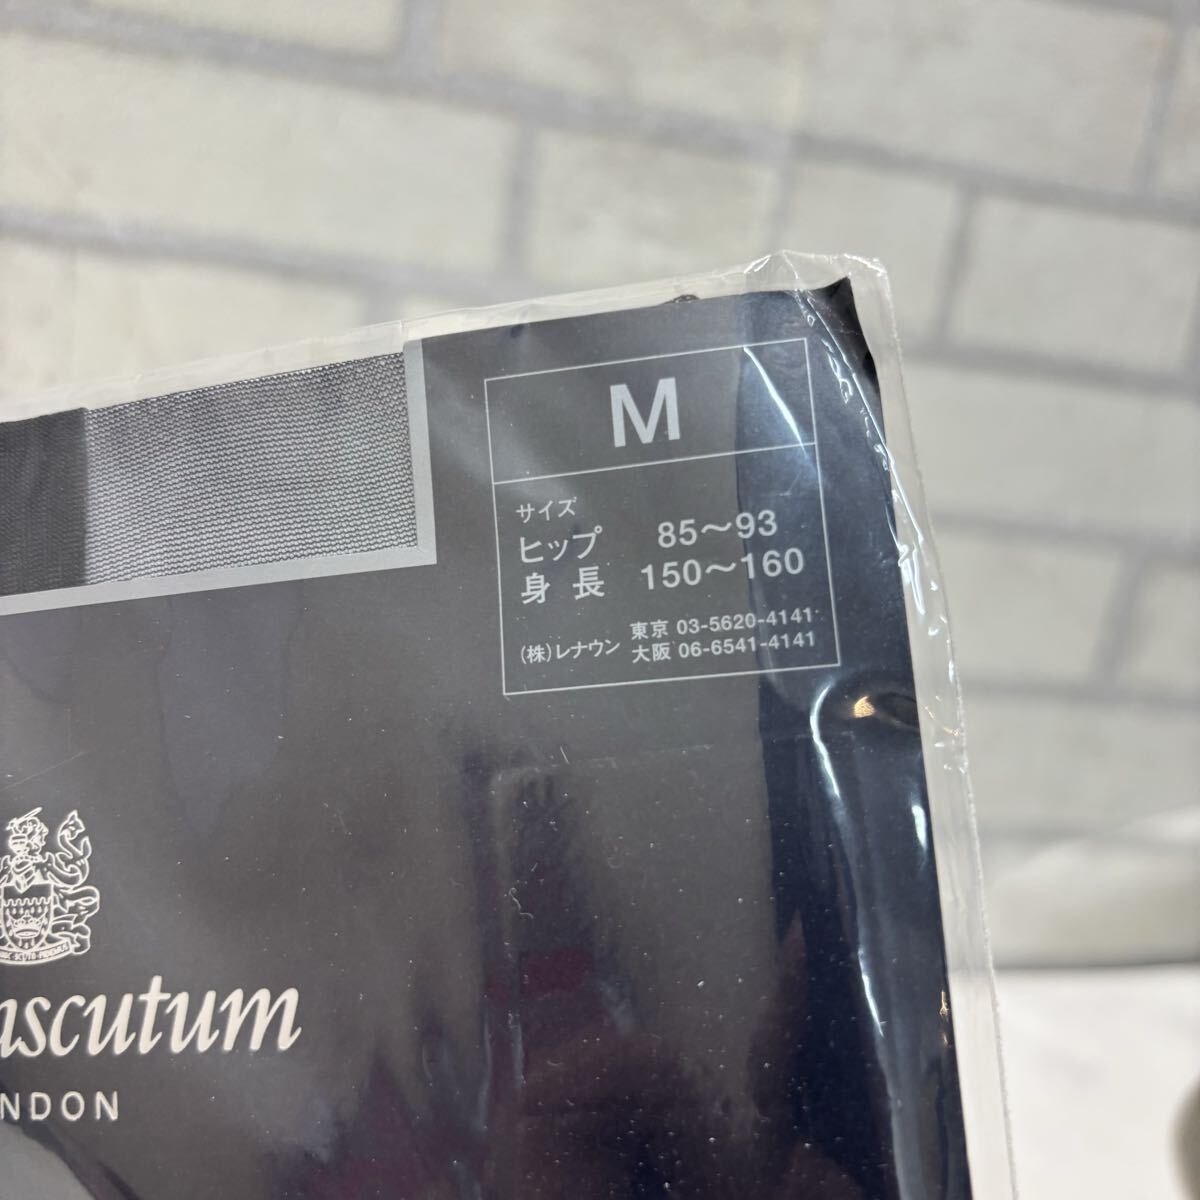 M
サイズ
ヒップ 85～93
身長 150～160
(株)レナウン 東京 03-5620-4141
大阪 06-6541-4141
ascutum
NDON